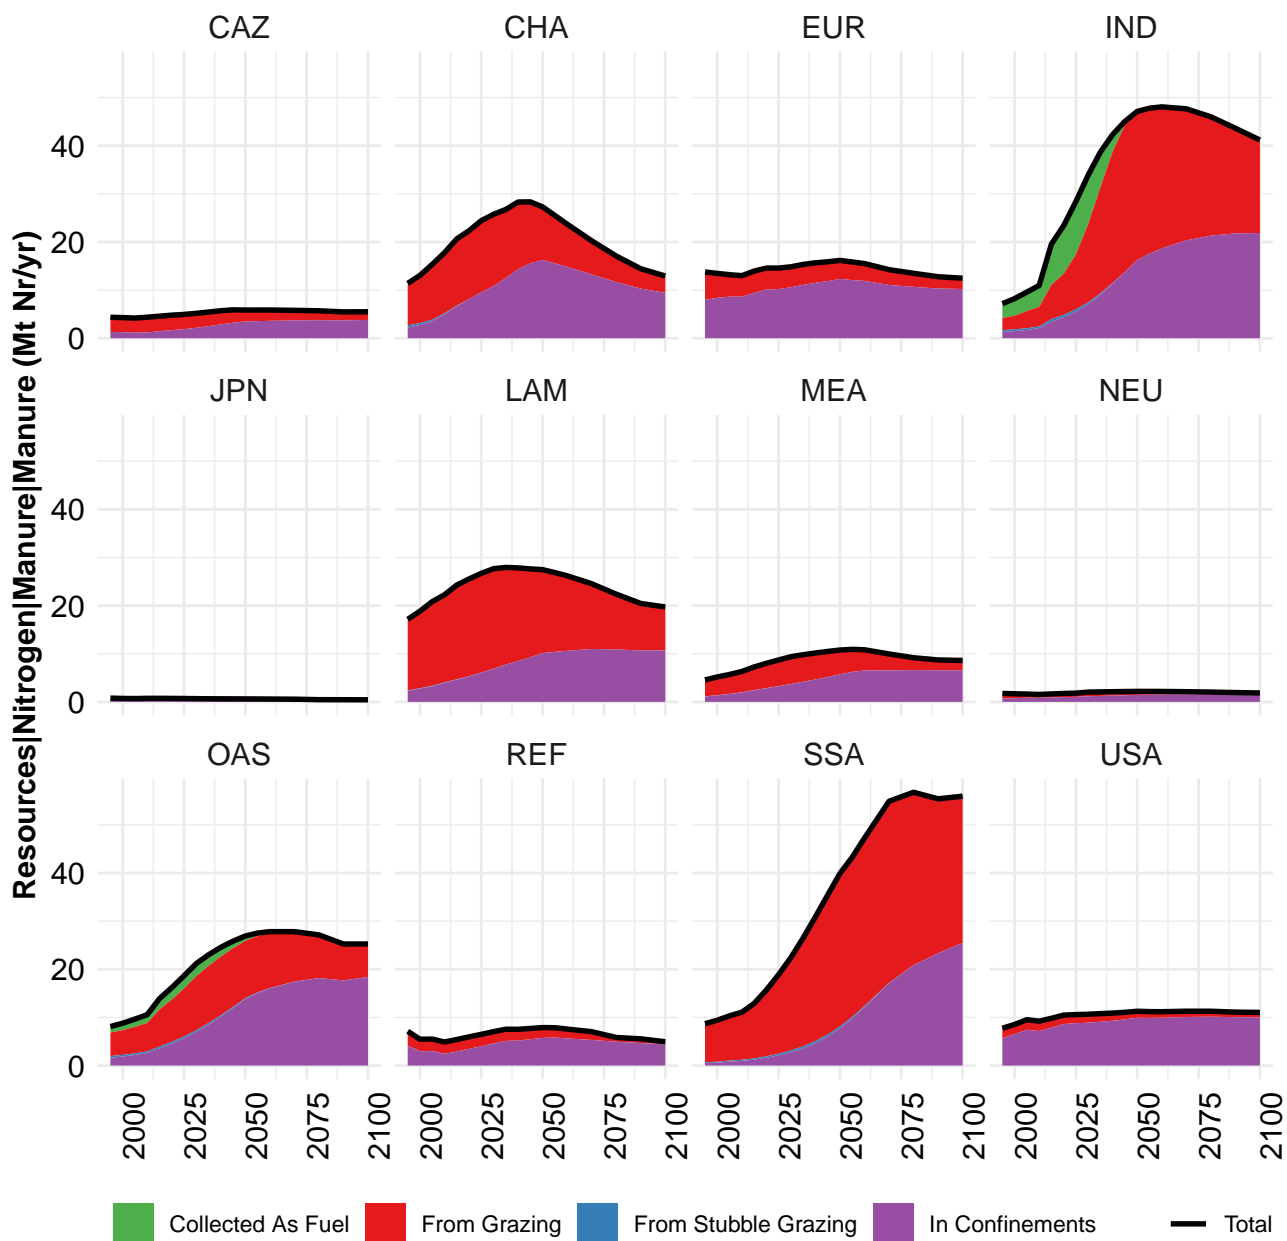 CAZ CHA EUR IND
40
20
0
JPN LAM MEA NEU
40
20
0
OAS REF SSA USA
40
20
0
2000 2025 2050 2075 2100 2000 2025 2050 2075 2100 2000 2025 2050 2075 2100 2000 2025 2050 2075 2100
Resources|Nitrogen|Manure|Manure (Mt Nr/yr)
Collected As Fuel From Grazing From Stubble Grazing In Confinements Total